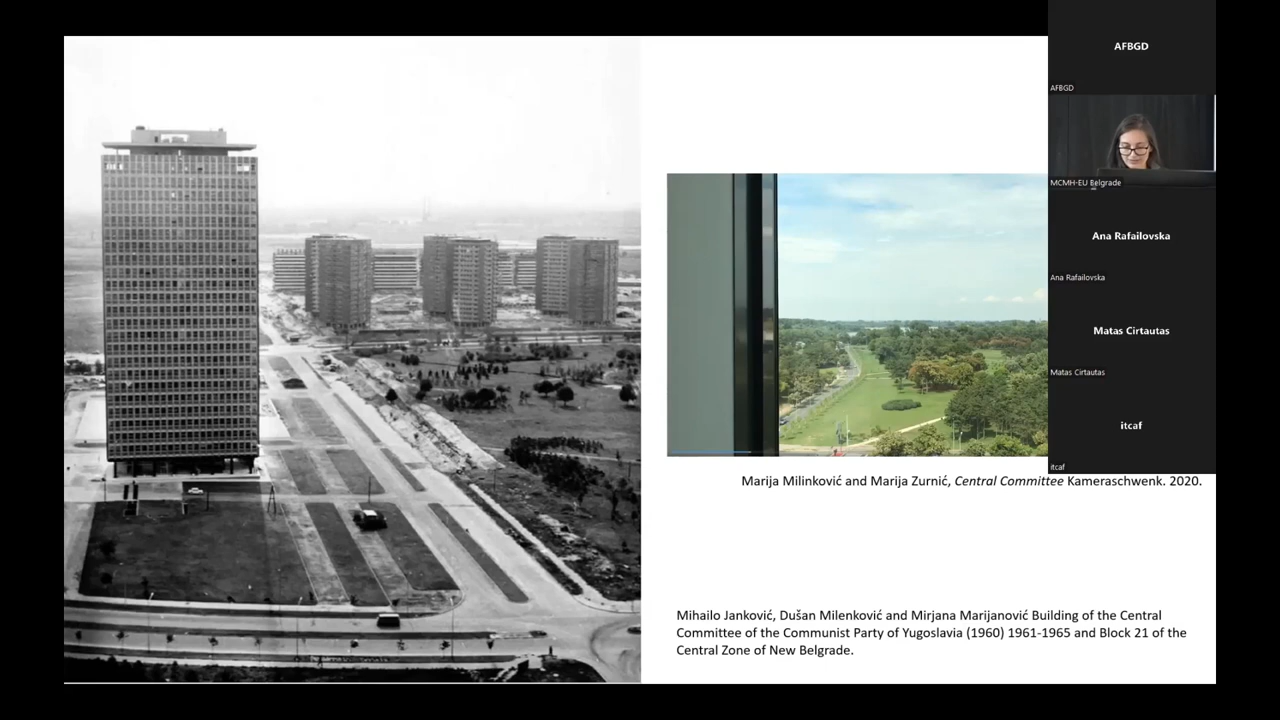 AFBGD
AFBGD
MCMH-EU Belgrade
Ana Rafailovska
Ana Rafailovska
Matas Cirtautas
Matas Cirtautas
itcaf
itcaf
Marija Milinković and Marija Zurnić, Central Committee Kameraschwenk. 2020.
Mihailo Janković, Dušan Milenković and Mirjana Marijanović Building of the Central
Committee of the Communist Party of Yugoslavia (1960) 1961-1965 and Block 21 of the
Central Zone of New Belgrade.